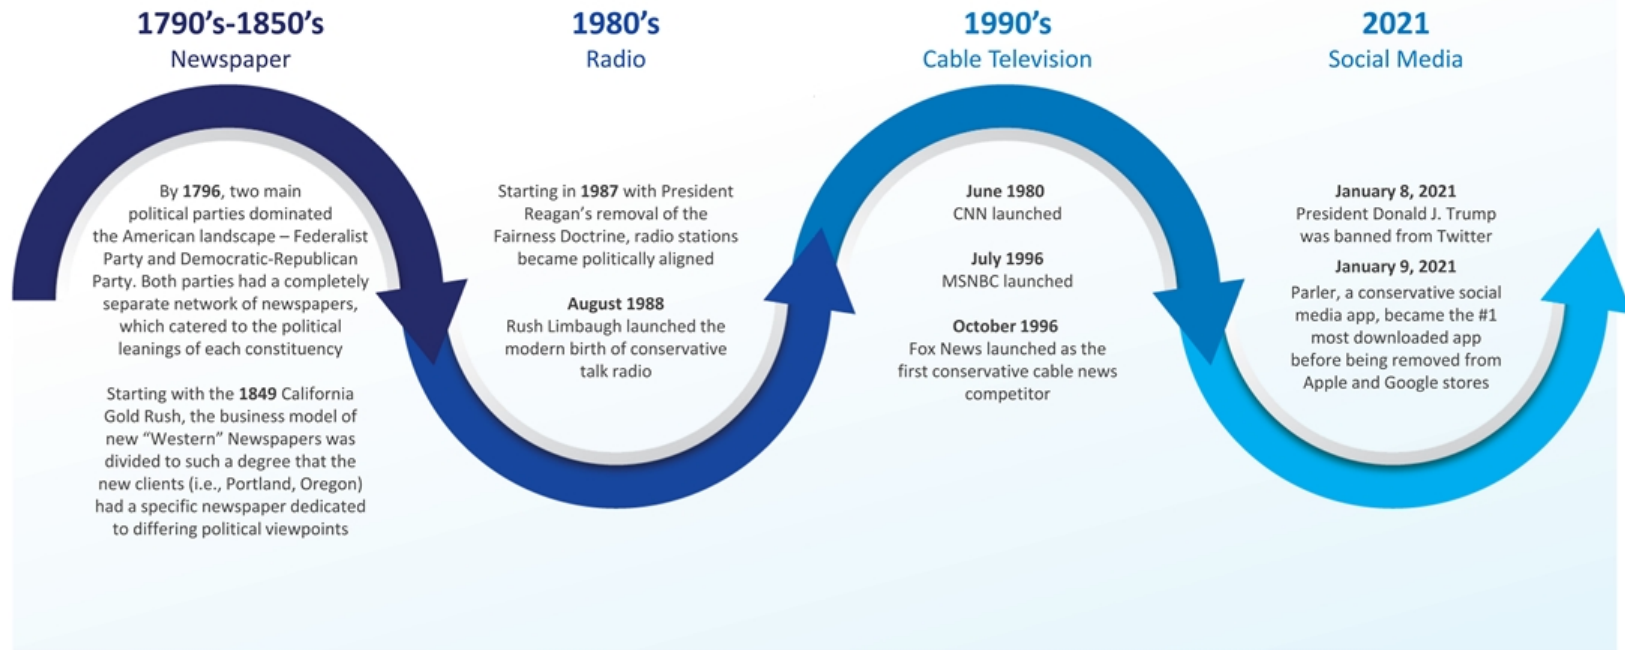 1790's-1850's
Newspaper
By 1796, two main
political parties dominated
the American landscape – Federalist
Party and Democratic-Republican
Party. Both parties had a completely
separate network of newspapers,
which catered to the political
leanings of each constituency
Starting with the 1849 California
Gold Rush, the business model of
new “Western” Newspapers was
divided to such a degree that the
new clients (i.e., Portland, Oregon)
had a specific newspaper dedicated
to differing political viewpoints
1980's
Radio
Starting in 1987 with President
Reagan's removal of the
Fairness Doctrine, radio stations
became politically aligned
August 1988
Rush Limbaugh launched the
modern birth of conservative
talk radio
1990's
Cable Television
June 1980
CNN launched
July 1996
MSNBC launched
October 1996
Fox News launched as the
first conservative cable news
competitor
2021
Social Media
January 8, 2021
President Donald J. Trump
was banned from Twitter
January 9, 2021
Parler, a conservative social
media app, became the #1
most downloaded app
before being removed from
Apple and Google stores